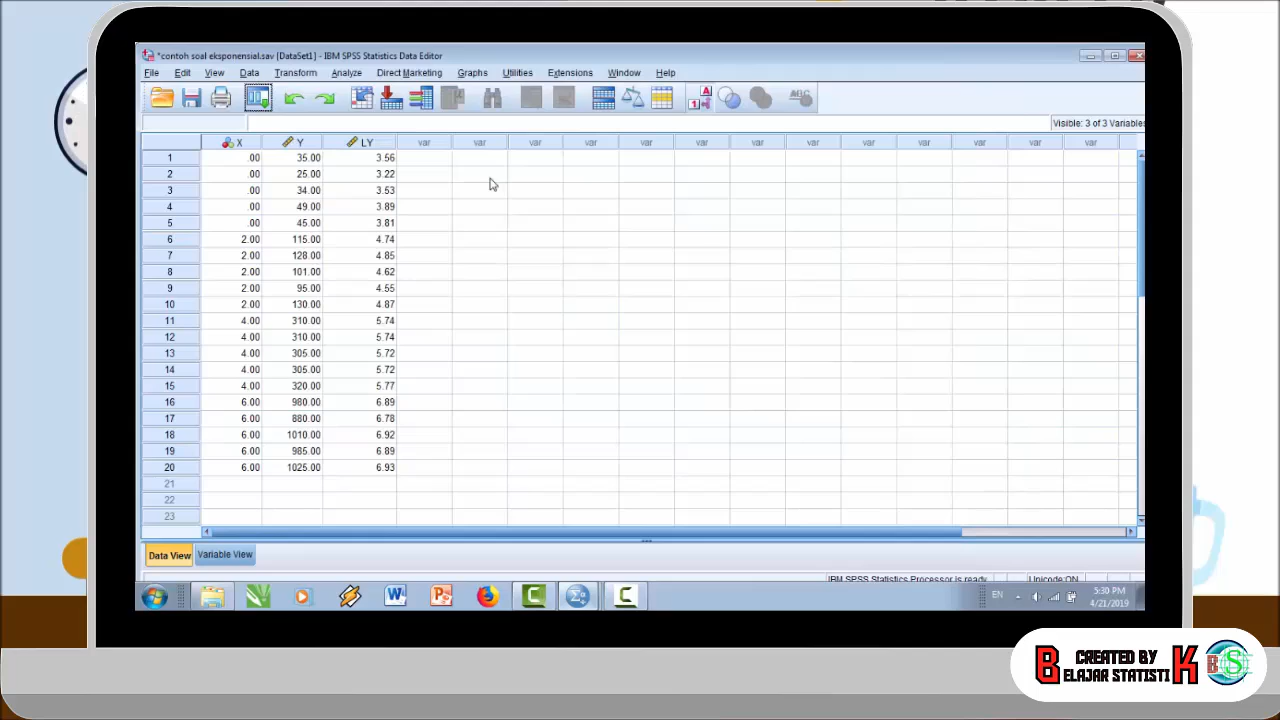 *contoh soal eksponensial.sav [DataSet1] - IBM SPSS Statistics Data Editor
File Edit View Data Transform Analyze Direct Marketing Graphs Utilities Extensions Window Help
Visible: 3 of 3 Variables
X Y LY var var var var var var var var var var var var var
1 .00 35.00 3.56
2 .00 25.00 3.22
3 .00 34.00 3.53
4 .00 49.00 3.89
5 .00 45.00 3.81
6 2.00 115.00 4.74
7 2.00 128.00 4.85
8 2.00 101.00 4.62
9 2.00 95.00 4.55
10 2.00 130.00 4.87
11 4.00 310.00 5.74
12 4.00 310.00 5.74
13 4.00 305.00 5.72
14 4.00 305.00 5.72
15 4.00 320.00 5.77
16 6.00 980.00 6.89
17 6.00 880.00 6.78
18 6.00 1010.00 6.92
19 6.00 985.00 6.89
20 6.00 1025.00 6.93
21
22
23
Data View Variable View
IBM SPSS Statistics Processor is ready Unicode:ON
EN 5:30 PM
4/21/2019
CREATED BY
BELAJAR STATISTIK
BS